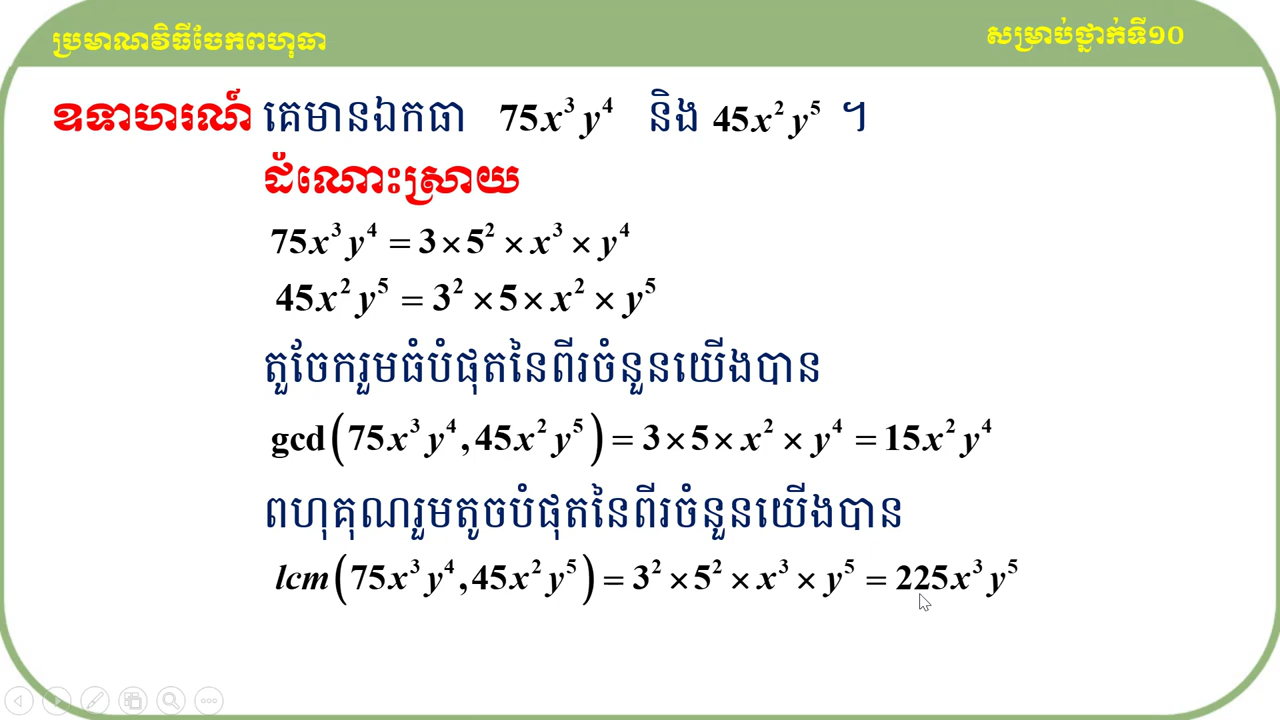 ប្រមាណវិធីចែកពហុធា
សម្រាប់ថ្នាក់ទី១០
ឧទាហរណ៍ គេមានឯកធា 75x³y⁴ និង 45x²y⁵ ។
ដំណោះស្រាយ
75x³y⁴ = 3 × 5² × x³ × y⁴
45x²y⁵ = 3² × 5 × x² × y⁵
តួចែករួមធំបំផុតនៃពីរចំនួនយើងបាន
gcd(75x³y⁴, 45x²y⁵) = 3 × 5 × x² × y⁴ = 15x²y⁴
ពហុគុណរួមតូចបំផុតនៃពីរចំនួនយើងបាន
lcm(75x³y⁴, 45x²y⁵) = 3² × 5² × x³ × y⁵ = 225x³y⁵